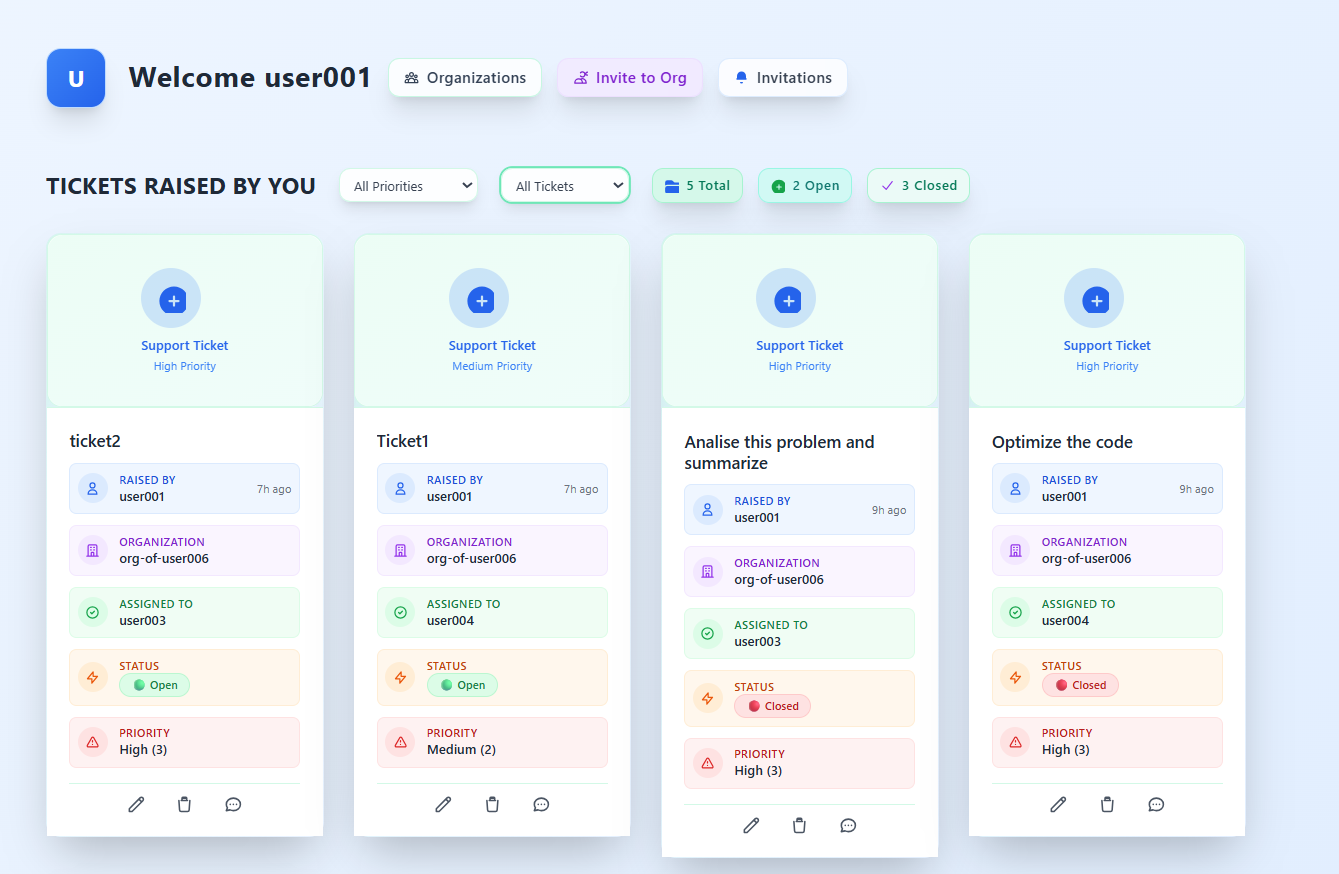 U
Welcome user001
Organizations
Invite to Org
Invitations
TICKETS RAISED BY YOU
All Priorities
All Tickets
5 Total
2 Open
3 Closed
Support Ticket
High Priority
ticket2
RAISED BY
user001
7h ago
ORGANIZATION
org-of-user006
ASSIGNED TO
user003
STATUS
Open
PRIORITY
High (3)
Support Ticket
Medium Priority
Ticket1
RAISED BY
user001
7h ago
ORGANIZATION
org-of-user006
ASSIGNED TO
user004
STATUS
Open
PRIORITY
Medium (2)
Support Ticket
High Priority
Analise this problem and
summarize
RAISED BY
user001
9h ago
ORGANIZATION
org-of-user006
ASSIGNED TO
user003
STATUS
Closed
PRIORITY
High (3)
Support Ticket
High Priority
Optimize the code
RAISED BY
user001
9h ago
ORGANIZATION
org-of-user006
ASSIGNED TO
user004
STATUS
Closed
PRIORITY
High (3)